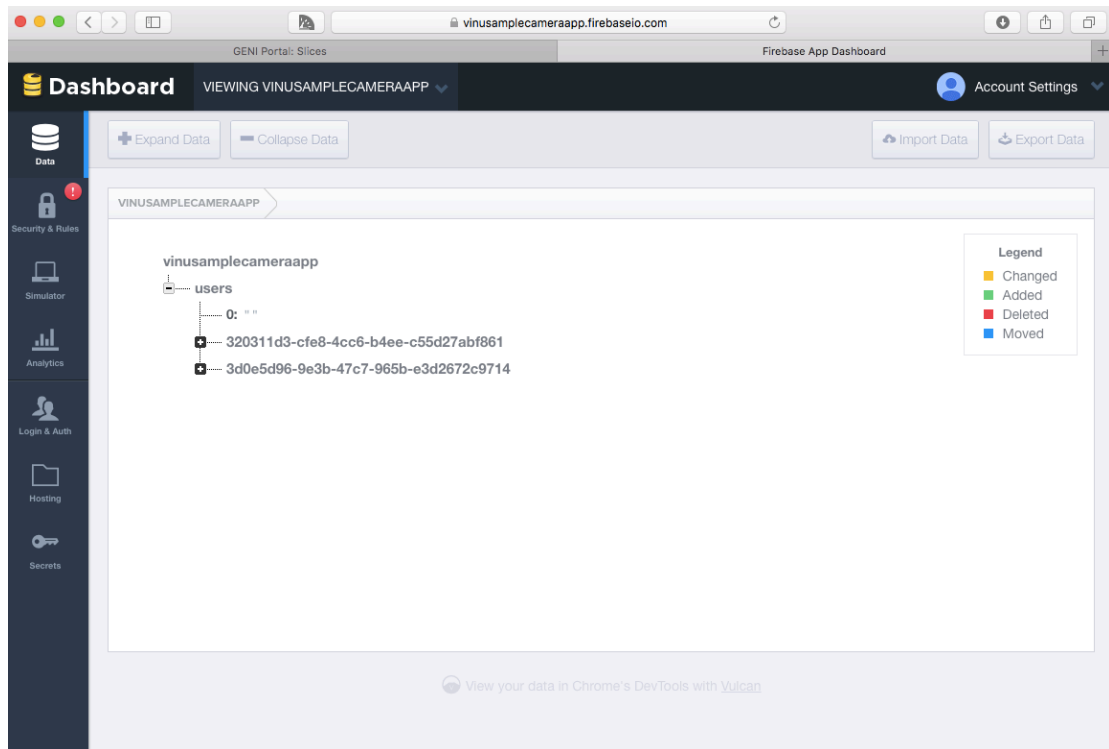 vinusamplecameraapp.firebaseio.com
GENI Portal: Slices
Firebase App Dashboard
+
Dashboard
VIEWING VINUSAMPLECAMERAAPP
Account Settings
Data
Expand Data
Collapse Data
Import Data
Export Data
!
Security & Rules
Simulator
Analytics
Login & Auth
Hosting
Secrets
VINUSAMPLECAMERAAPP
vinusamplecameraapp
users
0: " "
320311d3-cfe8-4cc6-b4ee-c55d27abf861
3d0e5d96-9e3b-47c7-965b-e3d2672c9714
Legend
Changed
Added
Deleted
Moved
View your data in Chrome's DevTools with Vulcan